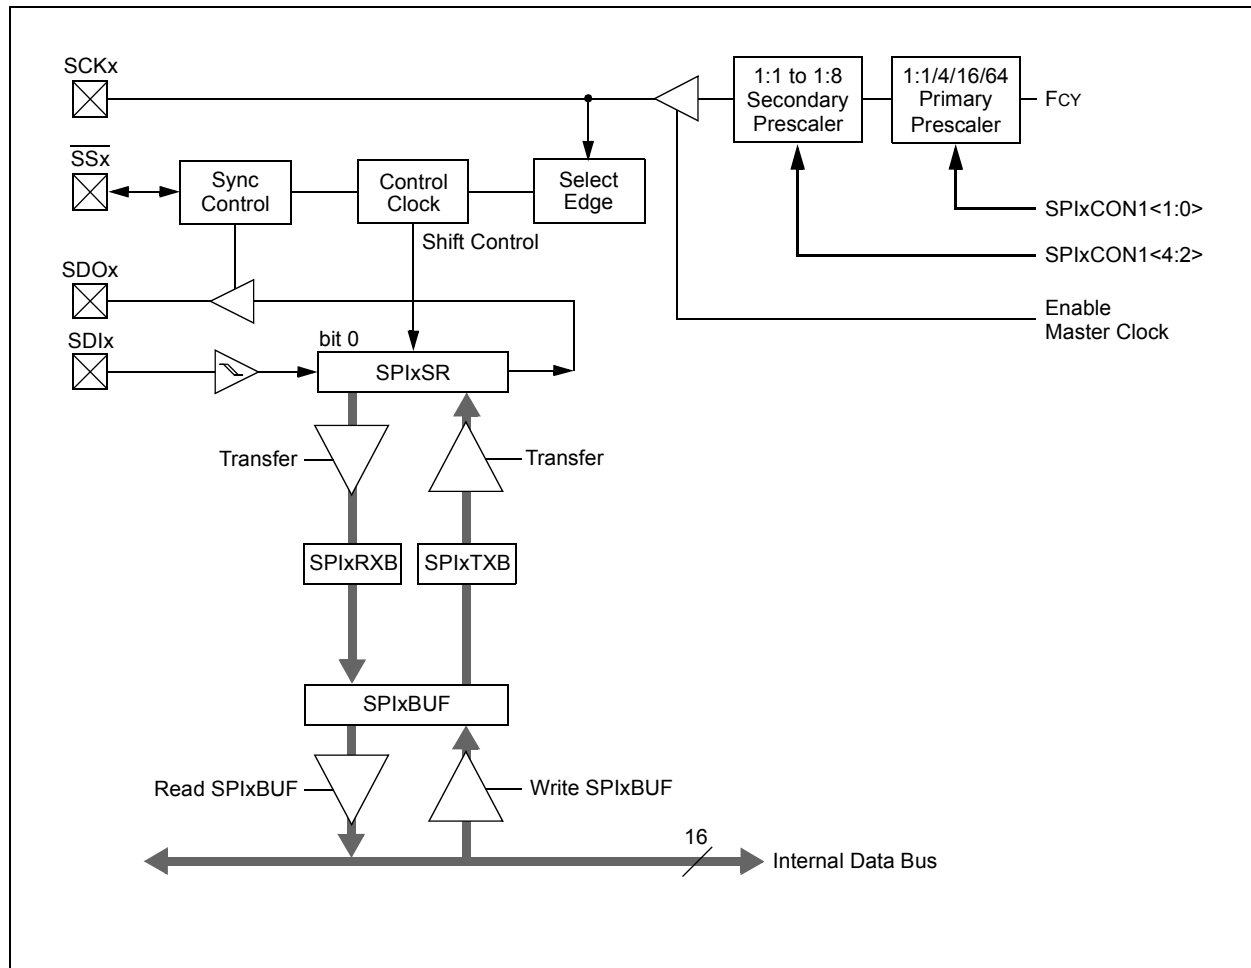 SCKx
1:1 to 1:8
Secondary
Prescaler
1:1/4/16/64
Primary
Prescaler
FCY
SSx
Sync
Control
Control
Clock
Select
Edge
SPIxCON1<1:0>
Shift Control
SPIxCON1<4:2>
SDOx
Enable
Master Clock
SDIx
bit 0
SPIxSR
Transfer
Transfer
SPIxRXB
SPIxTXB
SPIxBUF
Read SPIxBUF
Write SPIxBUF
16
Internal Data Bus